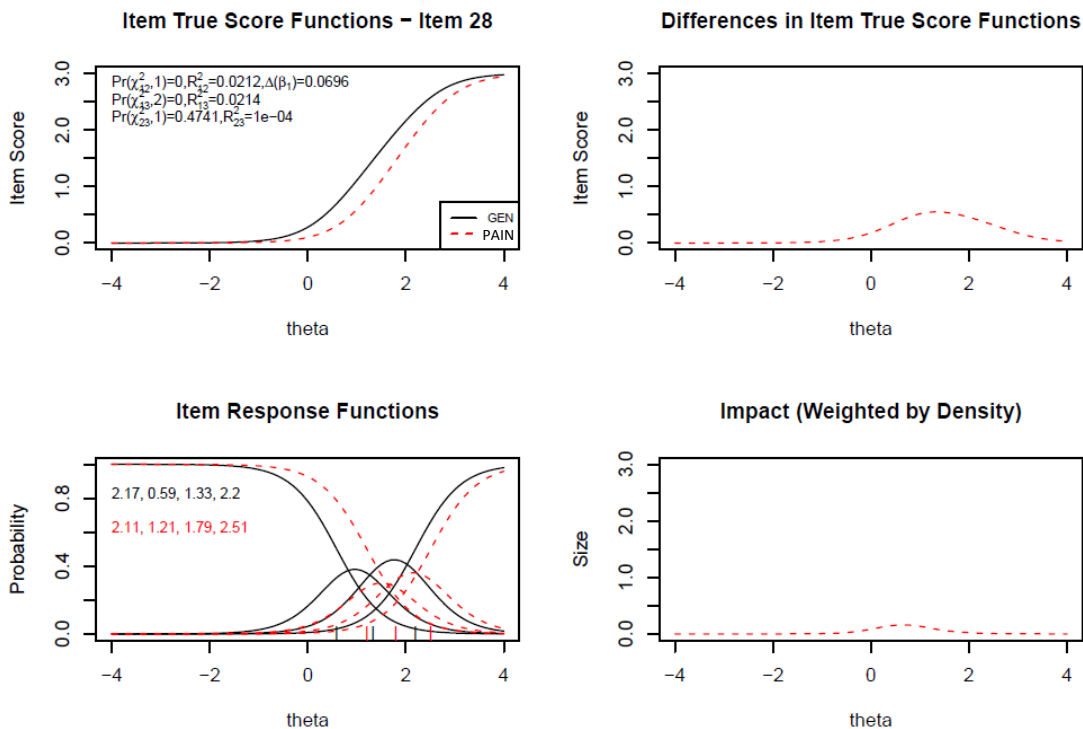 Item True Score Functions − Item 28
Pr(χ²₁₂,1)=0,R²₁₂=0.0212,Δ(β₁)=0.0696
Pr(χ²₁₃,2)=0,R²₁₃=0.0214
Pr(χ²₂₃,1)=0.4741,R²₂₃=1e−04
Item Score
3.0
2.0
1.0
0.0
GEN
PAIN
−4 −2 0 2 4
theta
Differences in Item True Score Functions
Item Score
3.0
2.0
1.0
0.0
−4 −2 0 2 4
theta
Item Response Functions
2.17, 0.59, 1.33, 2.2
2.11, 1.21, 1.79, 2.51
Probability
0.8
0.4
0.0
−4 −2 0 2 4
theta
Impact (Weighted by Density)
Size
3.0
2.0
1.0
0.0
−4 −2 0 2 4
theta